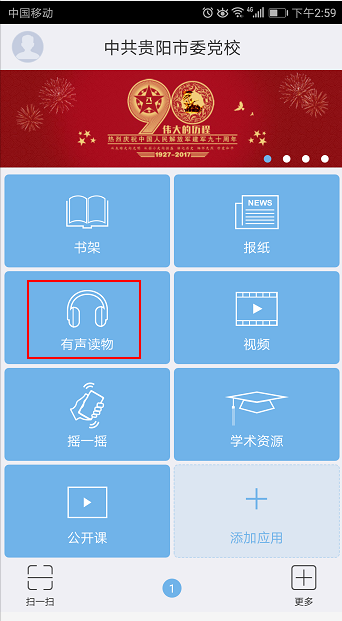 中国移动
4G
下午2:59
中共贵阳市委党校
90
伟大的历程
热烈庆祝中国人民解放军建军九十周年
1927-2017
书架
NEWS
报纸
有声读物
视频
摇一摇
学术资源
公开课
添加应用
扫一扫
1
更多